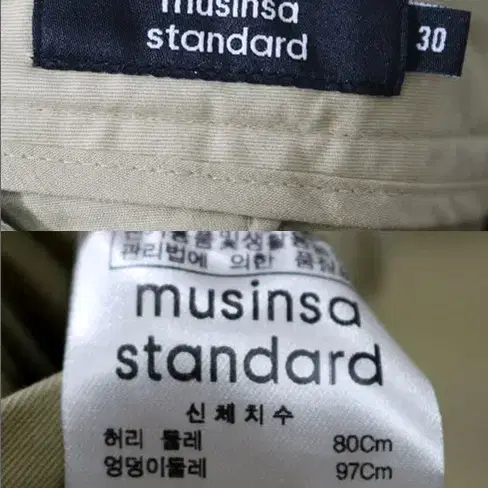 musinsa
standard
30
관리법에 의한 품질
musinsa
standard
신체치수
허리 둘레 80Cm
엉덩이둘레 97Cm